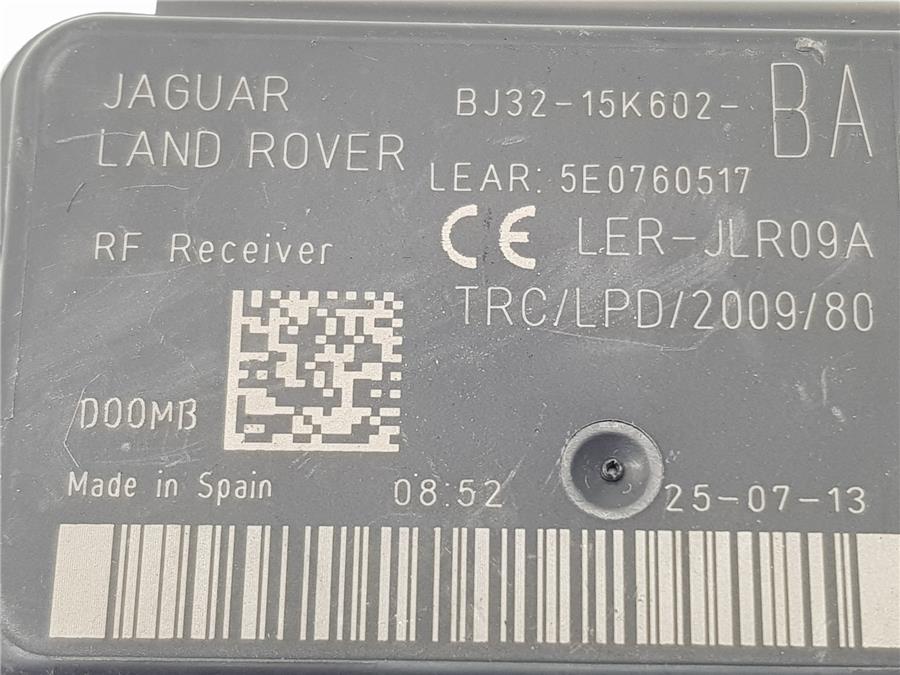 JAGUAR
LAND ROVER
BJ32-15K602-BA
LEAR: 5E0760517
RF Receiver
CE LER-JLR09A
TRC/LPD/2009/80
D00MB
Made in Spain
08:52
25-07-13